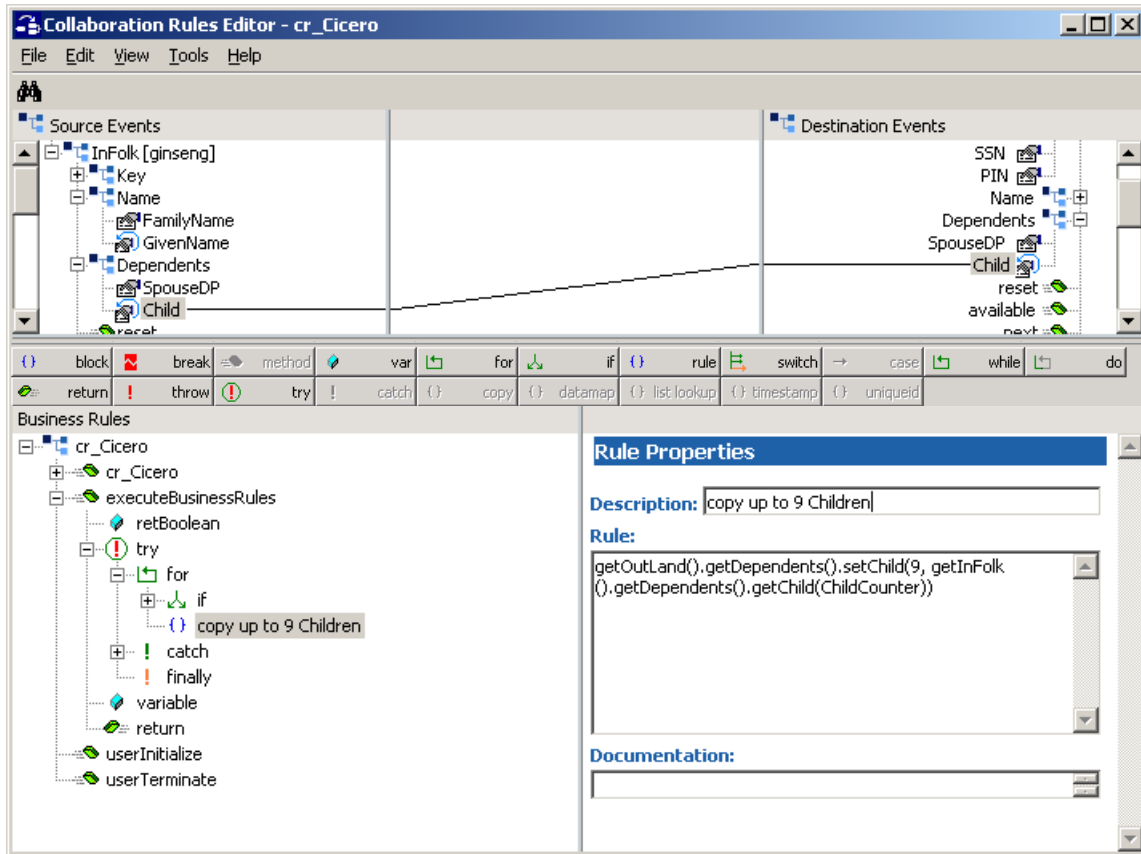 Collaboration Rules Editor - cr_Cicero
File Edit View Tools Help
Source Events
Destination Events
InFolk [ginseng]
Key
Name
FamilyName
GivenName
Dependents
SpouseDP
Child
reset
SSN
PIN
Name
Dependents
SpouseDP
Child
reset
available
next
block break method var for if rule switch case while do
return throw try catch copy datamap list lookup timestamp uniqueid
Business Rules
cr_Cicero
cr_Cicero
executeBusinessRules
retBoolean
try
for
if
copy up to 9 Children
catch
finally
variable
return
userInitialize
userTerminate
Rule Properties
Description: copy up to 9 Children
Rule:
getOutLand().getDependents().setChild(9, getInFolk
().getDependents().getChild(ChildCounter))
Documentation: